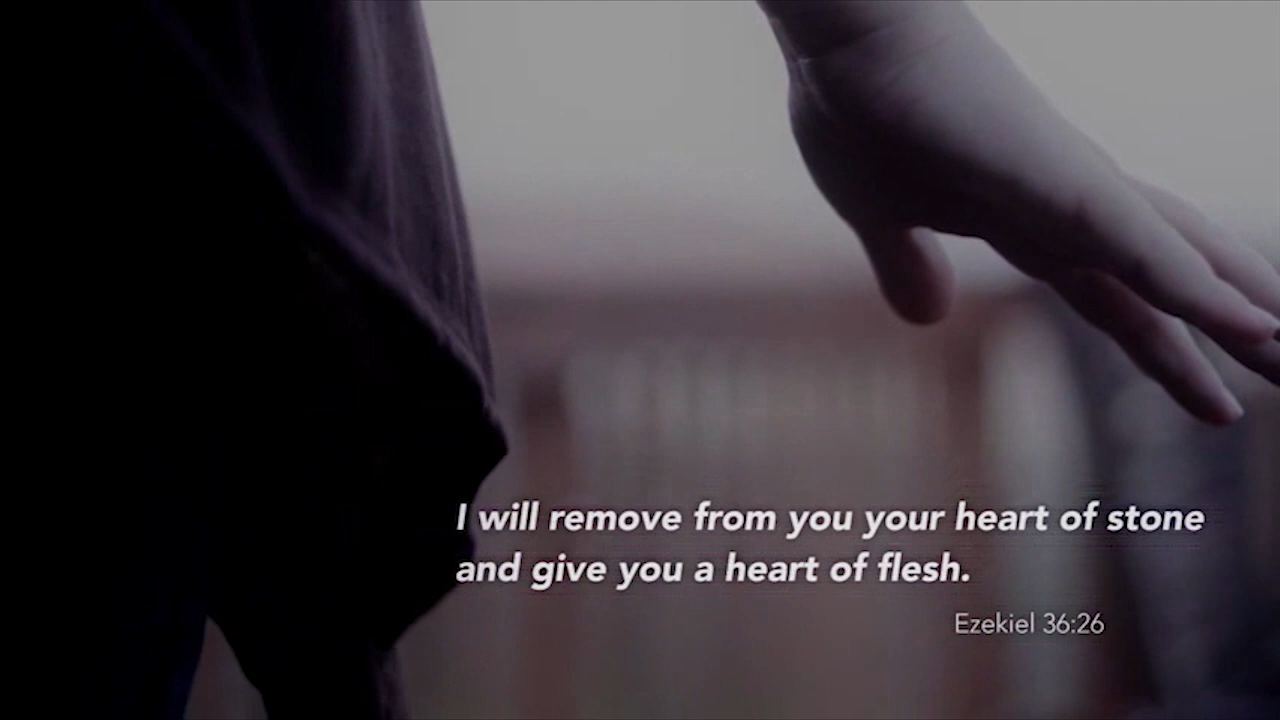 I will remove from you your heart of stone
and give you a heart of flesh.
Ezekiel 36:26